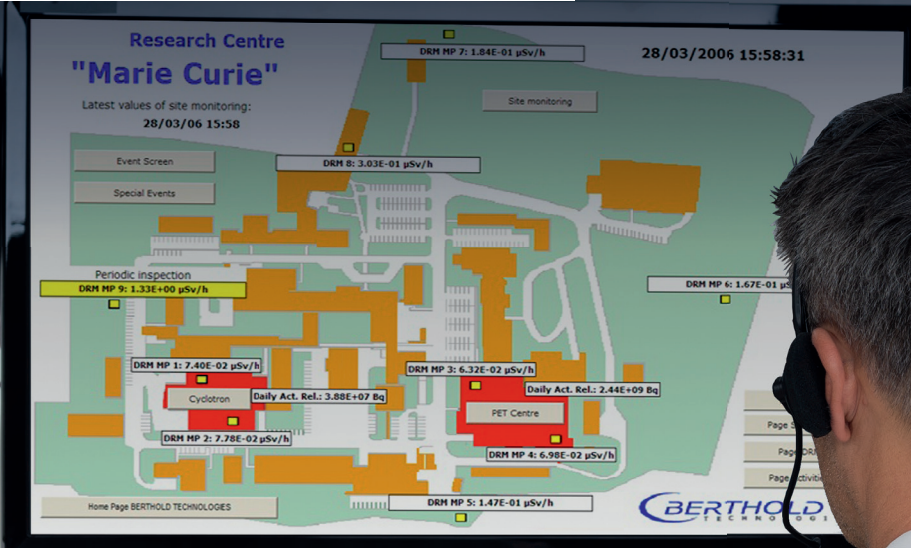 Research Centre
"Marie Curie"
Latest values of site monitoring:
28/03/06 15:58
DRM MP 7: 1.84E-01 µSv/h
28/03/2006 15:58:31
Site monitoring
Event Screen
DRM 8: 3.03E-01 µSv/h
Special Events
Periodic inspection
DRM MP 9: 1.33E+00 µSv/h
DRM MP 6: 1.67E-01 µS
DRM MP 1: 7.40E-02 µSv/h
DRM MP 3: 6.32E-02 µSv/h
Cyclotron
Daily Act. Rel.: 3.88E+07 Bq
Daily Act. Rel.: 2.44E+09 Bq
PET Centre
DRM MP 2: 7.78E-02 µSv/h
DRM MP 4: 6.98E-02 µSv/h
Page
Page
Page
DRM MP 5: 1.47E-01 µSv/h
Home Page BERTHOLD TECHNOLOGIES
BERTHOLD